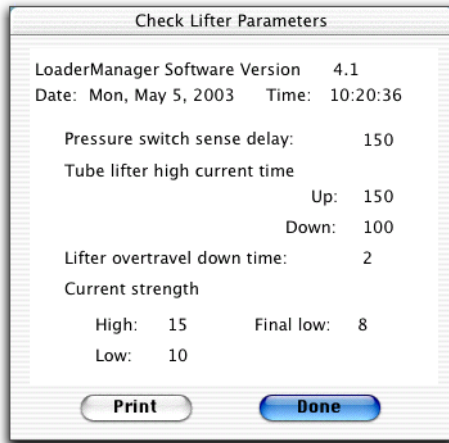 Check Lifter Parameters
LoaderManager Software Version 4.1
Date: Mon, May 5, 2003 Time: 10:20:36
Pressure switch sense delay: 150
Tube lifter high current time
Up: 150
Down: 100
Lifter overtravel down time: 2
Current strength
High: 15 Final low: 8
Low: 10
Print Done